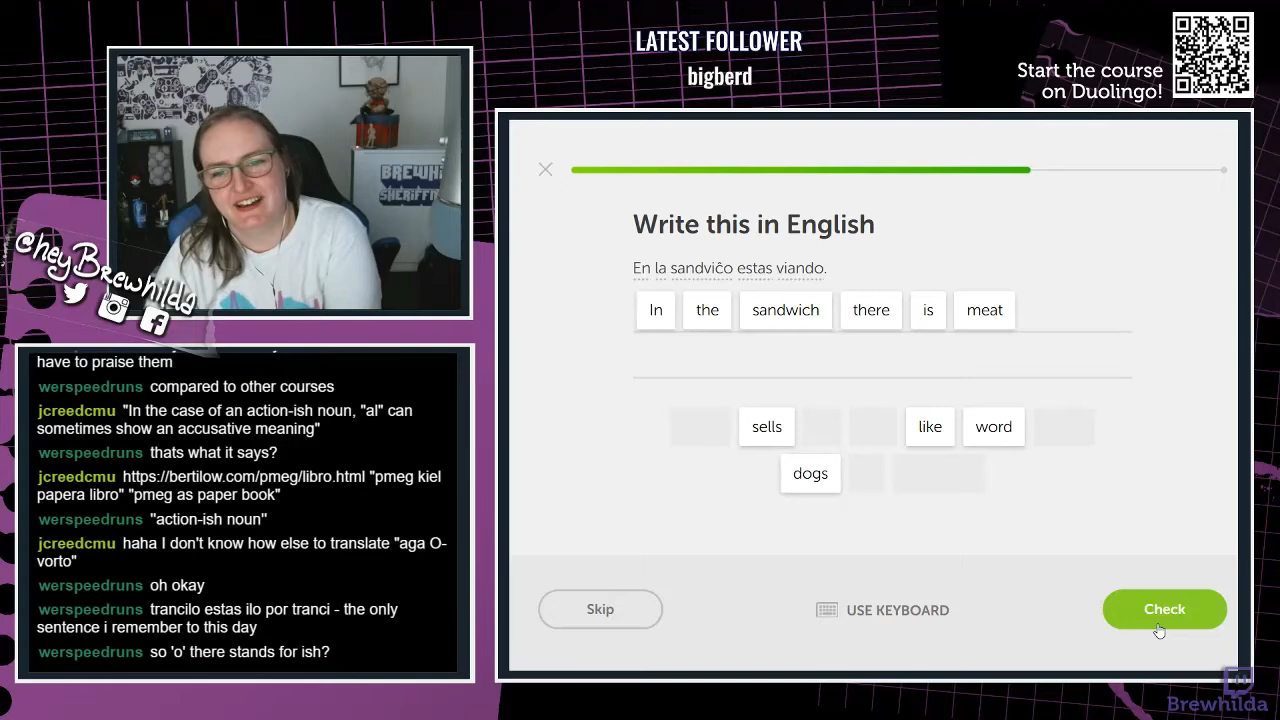 LATEST FOLLOWER
bigberd
Start the course
on Duolingo!
BREWHI
SHERIFFM
@heyBrewhilda
Write this in English
En la sandviĉo estas viando.
In the sandwich there is meat
sells like word
dogs
Skip
USE KEYBOARD
Check
have to praise them
werspeedruns compared to other courses
jcreedcmu "In the case of an action-ish noun, "al" can
sometimes show an accusative meaning"
werspeedruns thats what it says?
jcreedcmu https://bertilow.com/pmeg/libro.html "pmeg kiel
papera libro" "pmeg as paper book"
werspeedruns "action-ish noun"
jcreedcmu haha I don't know how else to translate "aga O-
vorto"
werspeedruns oh okay
werspeedruns trancilo estas ilo por tranci - the only
sentence i remember to this day
werspeedruns so 'o' there stands for ish?
Brewhilda